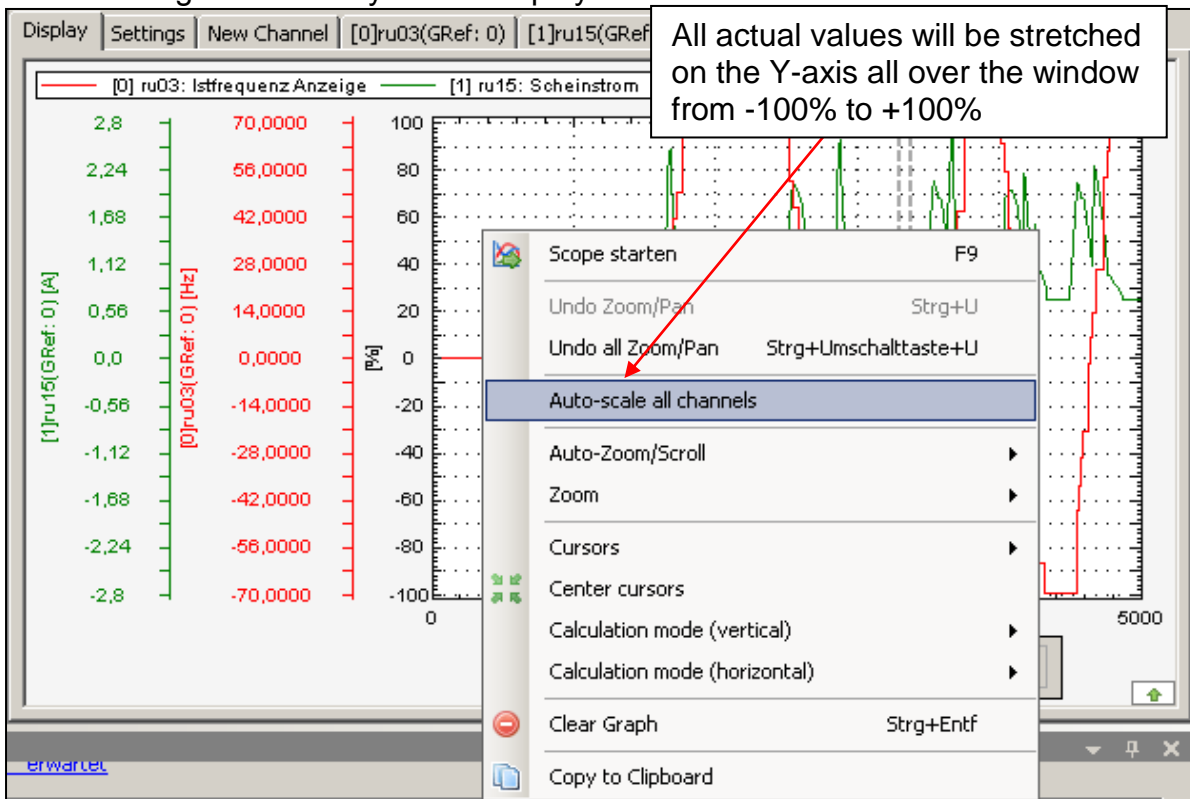 Display Settings New Channel [0]ru03(GRef: 0) [1]ru15(GRef
All actual values will be stretched
on the Y-axis all over the window
from -100% to +100%
[0] ru03: Istfrequenz Anzeige [1] ru15: Scheinstrom
2,8 70,0000 100
2,24 56,0000 80
1,68 42,0000 60
1,12 28,0000 40
0,56 14,0000 20
0,0 0,0000 0
-0,56 -14,0000 -20
-1,12 -28,0000 -40
-1,68 -42,0000 -60
-2,24 -56,0000 -80
-2,8 -70,0000 -100
[1]ru15(GRef: 0) [A]
[0]ru03(GRef: 0) [Hz]
[%]
0 5000
Scope starten F9
Undo Zoom/Pan Strg+U
Undo all Zoom/Pan Strg+Umschalttaste+U
Auto-scale all channels
Auto-Zoom/Scroll
Zoom
Cursors
Center cursors
Calculation mode (vertical)
Calculation mode (horizontal)
Clear Graph Strg+Entf
Copy to Clipboard
erwartet